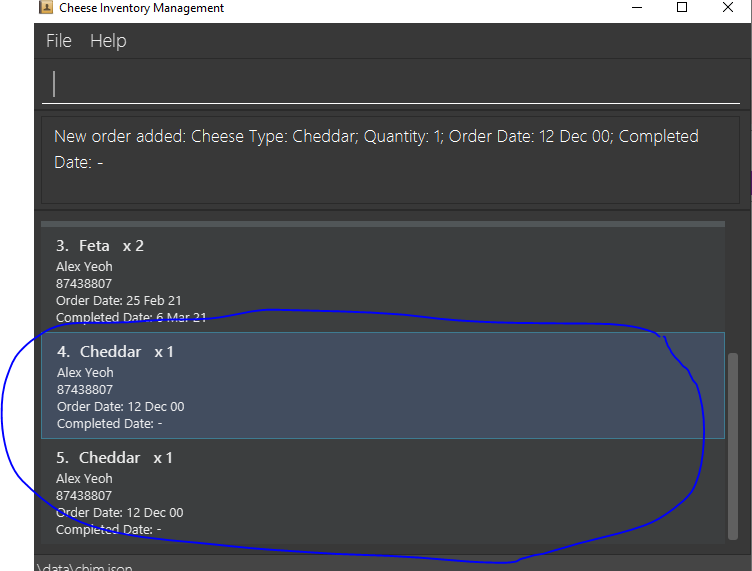 Cheese Inventory Management
File Help
New order added: Cheese Type: Cheddar; Quantity: 1; Order Date: 12 Dec 00; Completed
Date: -
3. Feta x 2
Alex Yeoh
87438807
Order Date: 25 Feb 21
Completed Date: 6 Mar 21
4. Cheddar x 1
Alex Yeoh
87438807
Order Date: 12 Dec 00
Completed Date: -
5. Cheddar x 1
Alex Yeoh
87438807
Order Date: 12 Dec 00
Completed Date: -
\data\chim.json